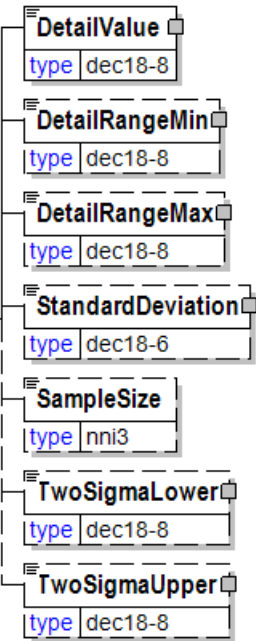 DetailValue
type dec18-8
DetailRangeMin
type dec18-8
DetailRangeMax
type dec18-8
StandardDeviation
type dec18-6
SampleSize
type nni3
TwoSigmaLower
type dec18-8
TwoSigmaUpper
type dec18-8